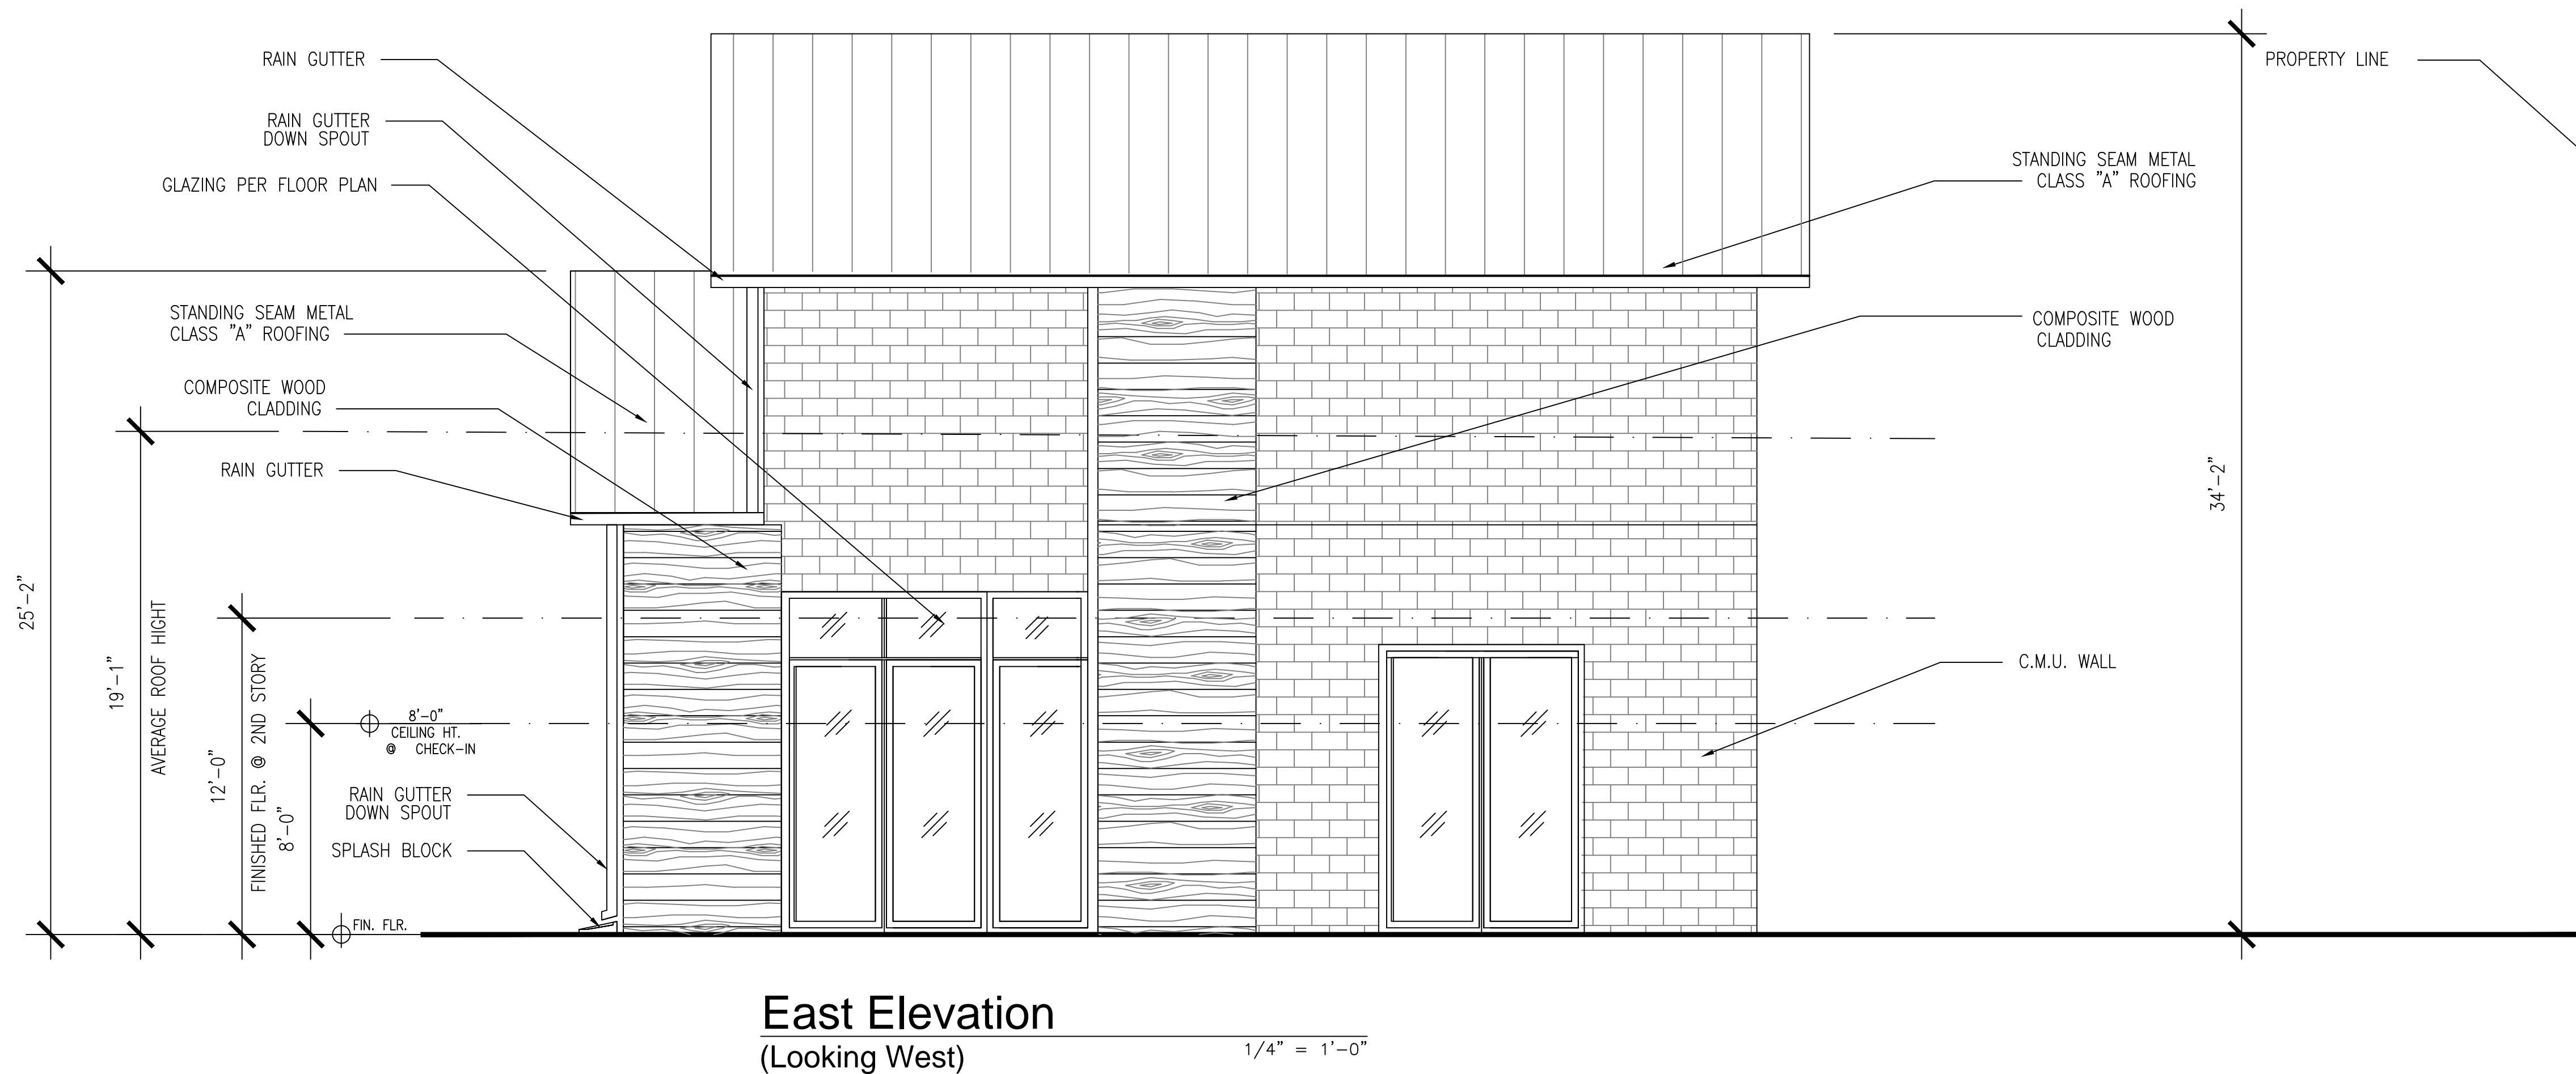 RAIN GUTTER
RAIN GUTTER
DOWN SPOUT
GLAZING PER FLOOR PLAN
STANDING SEAM METAL
CLASS "A" ROOFING
COMPOSITE WOOD
CLADDING
RAIN GUTTER
25'-2"
19'-1"
AVERAGE ROOF HIGHT
12'-0"
FINISHED FLR. @ 2ND STORY
8'-0"
8'-0"
CEILING HT.
@ CHECK-IN
RAIN GUTTER
DOWN SPOUT
SPLASH BLOCK
FIN. FLR.
PROPERTY LINE
STANDING SEAM METAL
CLASS "A" ROOFING
COMPOSITE WOOD
CLADDING
34'-2"
C.M.U. WALL
East Elevation
(Looking West)
1/4" = 1'-0"